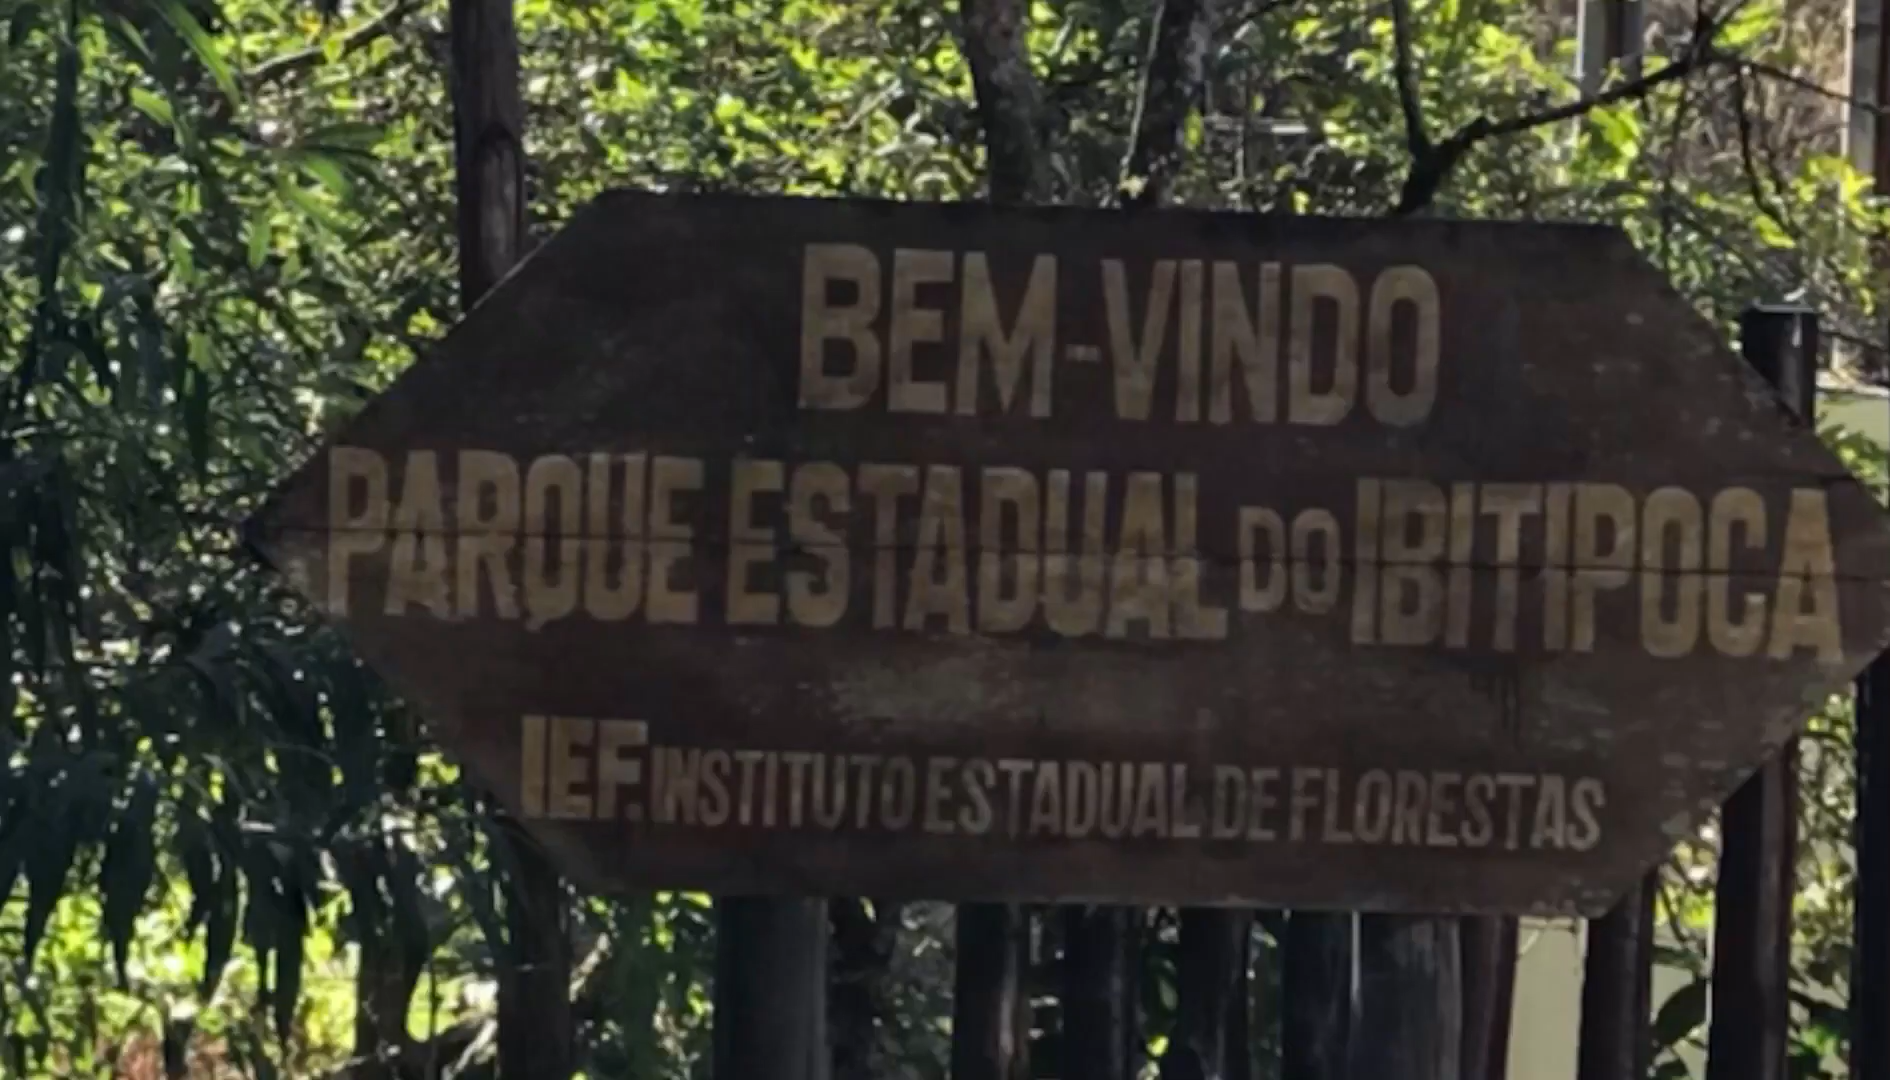 BEM-VINDO
PARQUE ESTADUAL DO IBITIPOCA
IEF. INSTITUTO ESTADUAL DE FLORESTAS